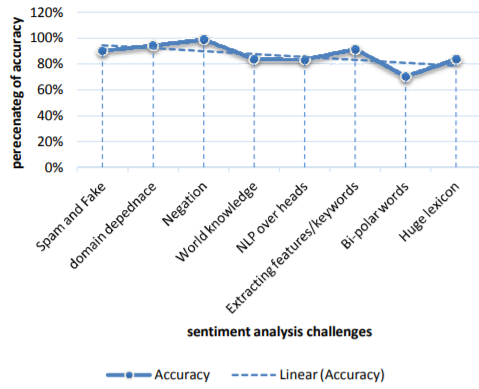 perecenateg of accuracy
120%
100%
80%
60%
40%
20%
0%
Spam and Fake
domain depednace
Negation
World knowledge
NLP over heads
Extracting features/keywords
Bi-polar words
Huge lexicon
sentiment analysis challenges
Accuracy
Linear (Accuracy)